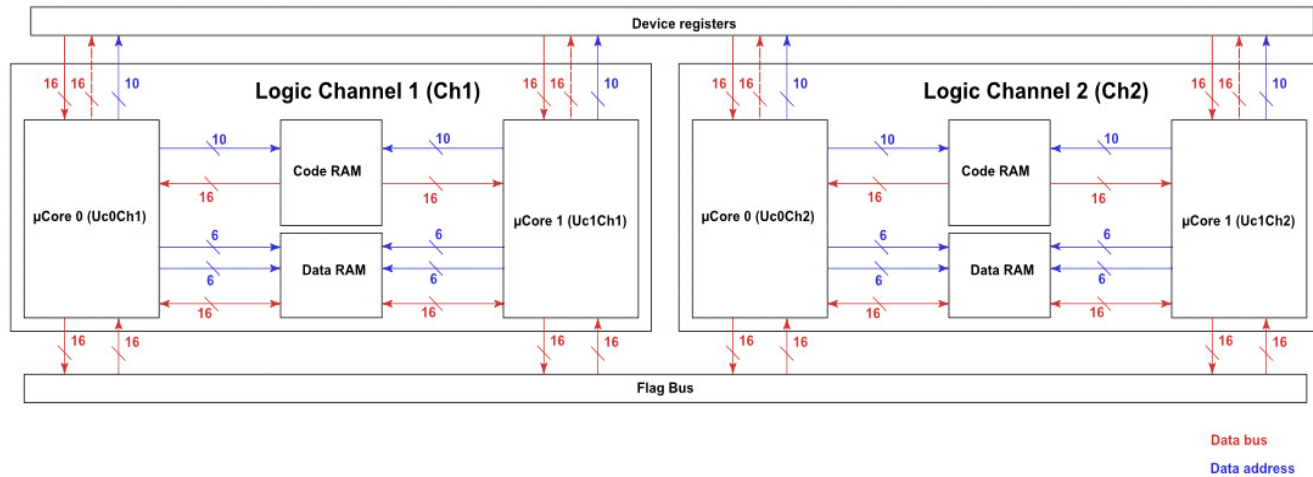 Device registers
16 16 10 16 16 10 16 16 10 16 16 10
Logic Channel 1 (Ch1) Logic Channel 2 (Ch2)
10 10 10 10
Code RAM Code RAM
16 16 16 16
µCore 0 (Uc0Ch1) µCore 1 (Uc1Ch1) µCore 0 (Uc0Ch2) µCore 1 (Uc1Ch2)
6 6 6 6
Data RAM Data RAM
6 6 6 6
16 16 16 16
16 16 16 16 16 16 16 16
Flag Bus
Data bus
Data address